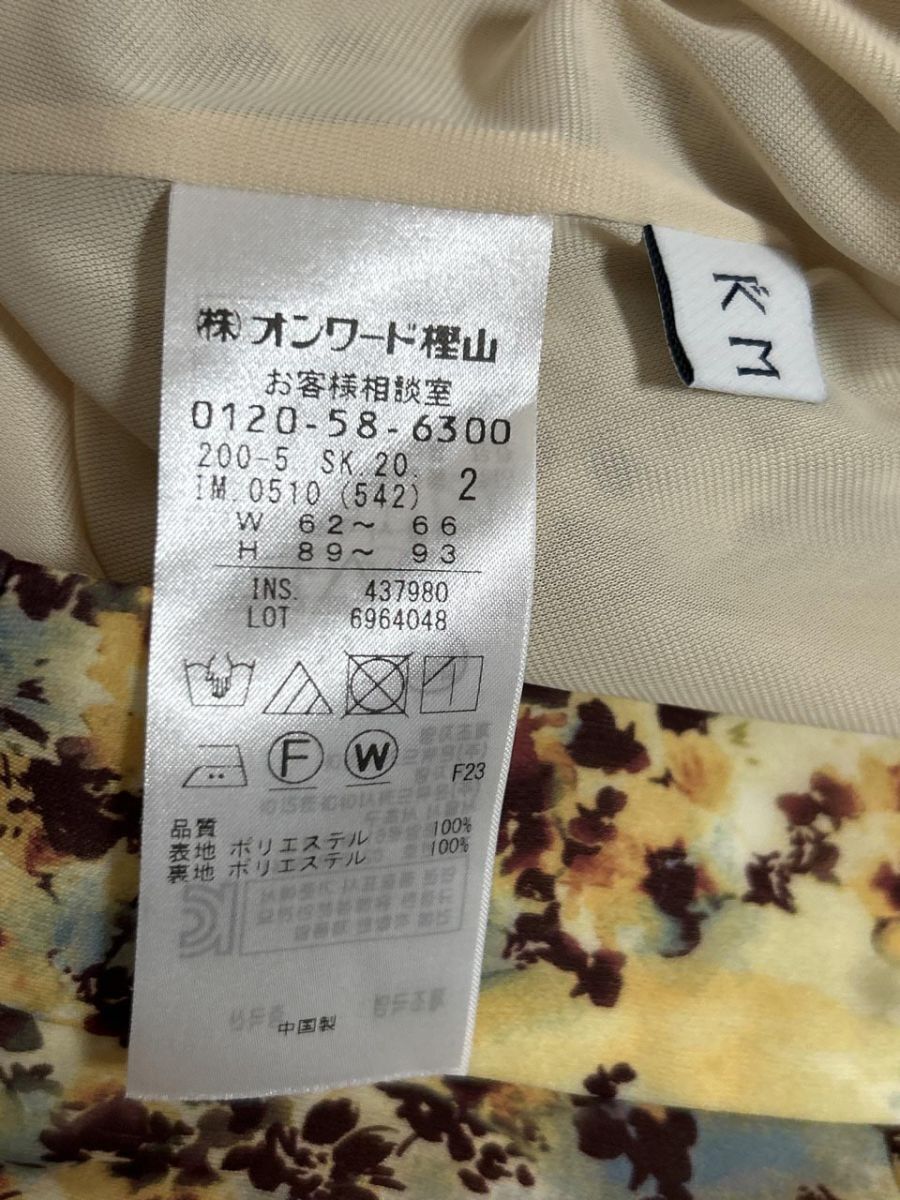 (株)オンワード樫山
お客様相談室
0120-58-6300
200-5 SK.20. 2
IM.0510 (542)
W 62～ 66
H 89～ 93
INS. 437980
LOT 6964048
F
W
F23
品質
表地 ポリエステル 100%
裏地 ポリエステル 100%
中国製
KM